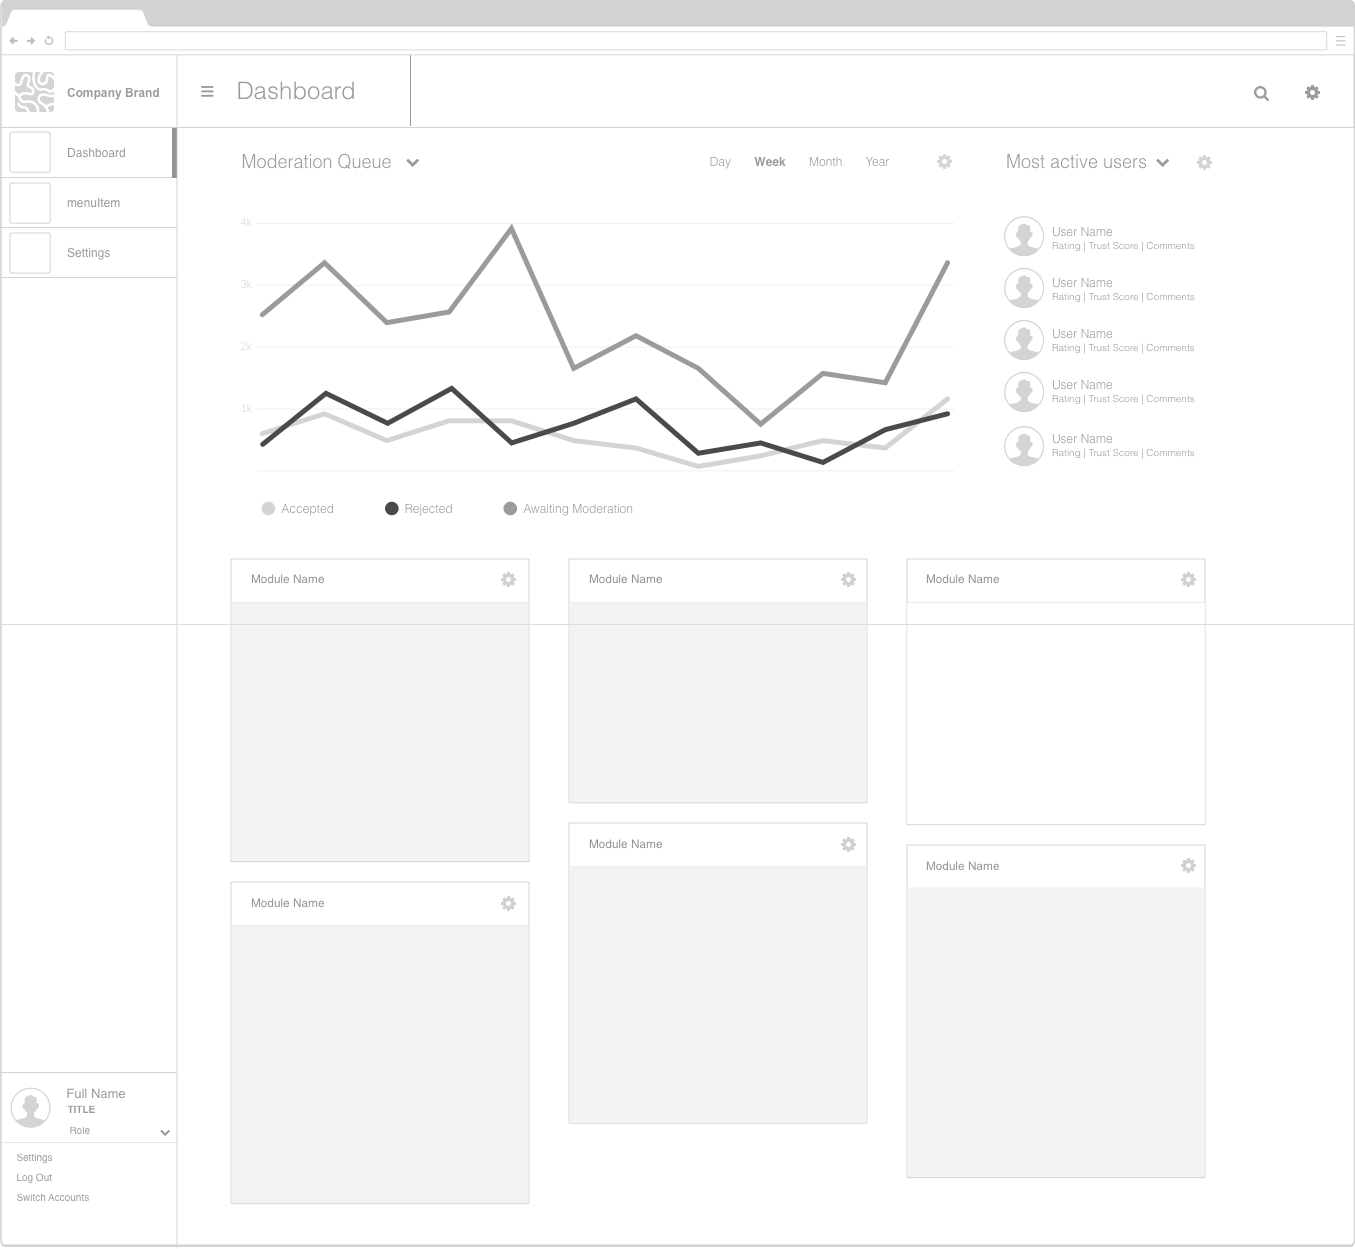 Company Brand
Dashboard
Dashboard
menuItem
Settings
Moderation Queue
Day Week Month Year
Most active users
4k
3k
2k
1k
Accepted Rejected Awaiting Moderation
User Name
Rating | Trust Score | Comments
User Name
Rating | Trust Score | Comments
User Name
Rating | Trust Score | Comments
User Name
Rating | Trust Score | Comments
User Name
Rating | Trust Score | Comments
Module Name
Module Name
Module Name
Module Name
Module Name
Module Name
Full Name
TITLE
Role
Settings
Log Out
Switch Accounts